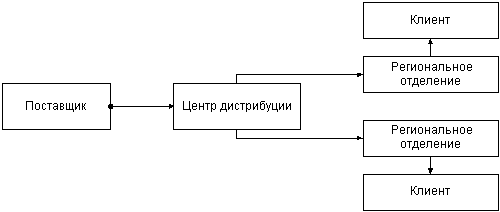 Клиент
Региональное
отделение
Поставщик
Центр дистрибуции
Региональное
отделение
Клиент